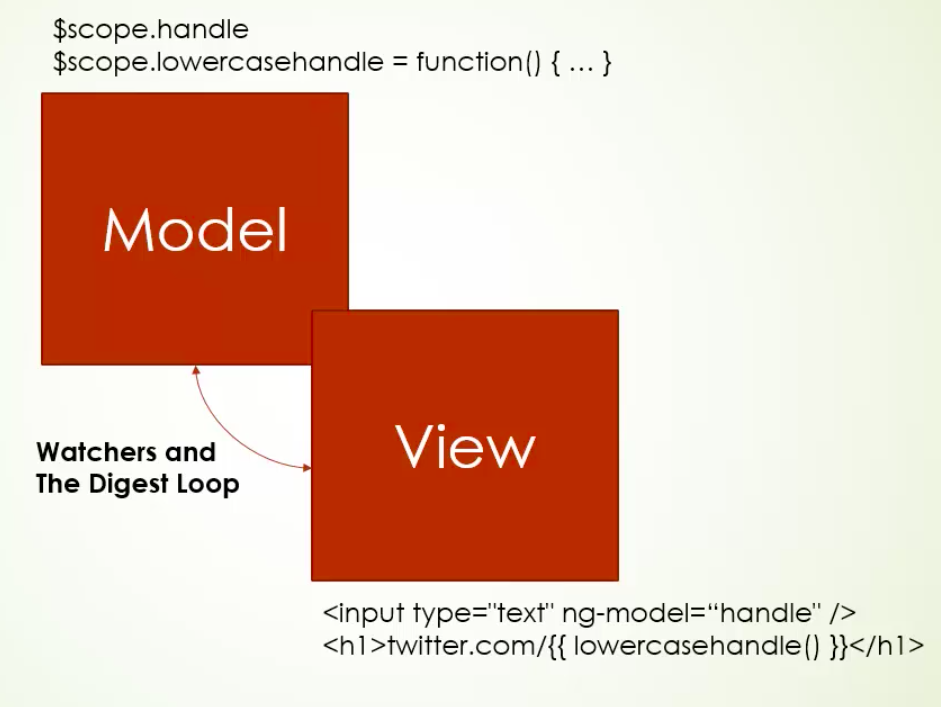 $scope.handle
$scope.lowercasehandle = function() { … }
Model
View
Watchers and
The Digest Loop
<input type="text" ng-model=“handle" />
<h1>twitter.com/{{ lowercasehandle() }}</h1>